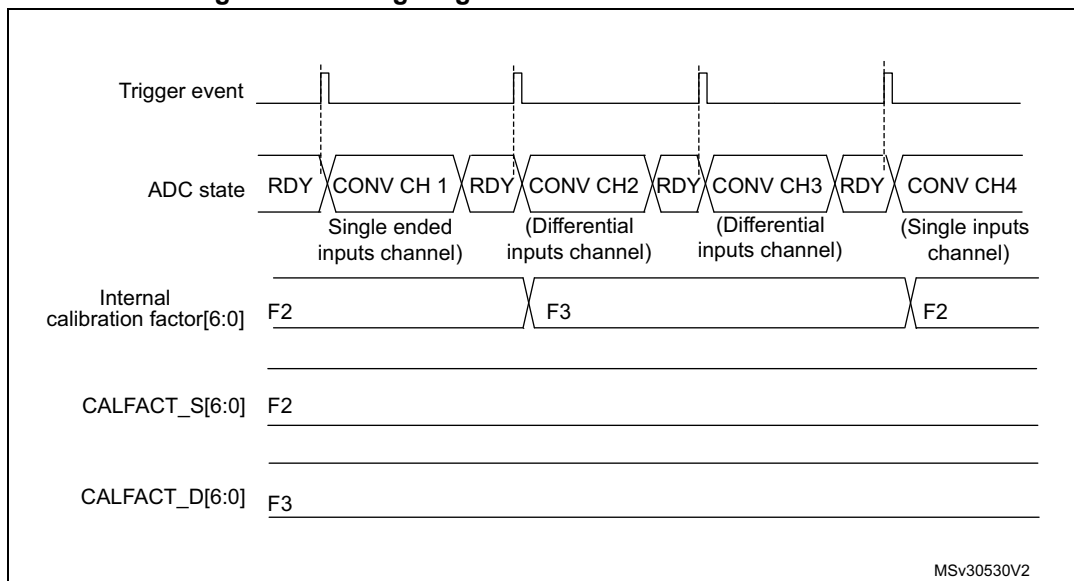 Trigger event
ADC state
RDY
CONV CH 1
RDY
CONV CH2
RDY
CONV CH3
RDY
CONV CH4
Single ended
inputs channel)
(Differential
inputs channel)
(Differential
inputs channel)
(Single inputs
channel)
Internal
calibration factor[6:0]
F2
F3
F2
CALFACT_S[6:0]
F2
CALFACT_D[6:0]
F3
MSv30530V2